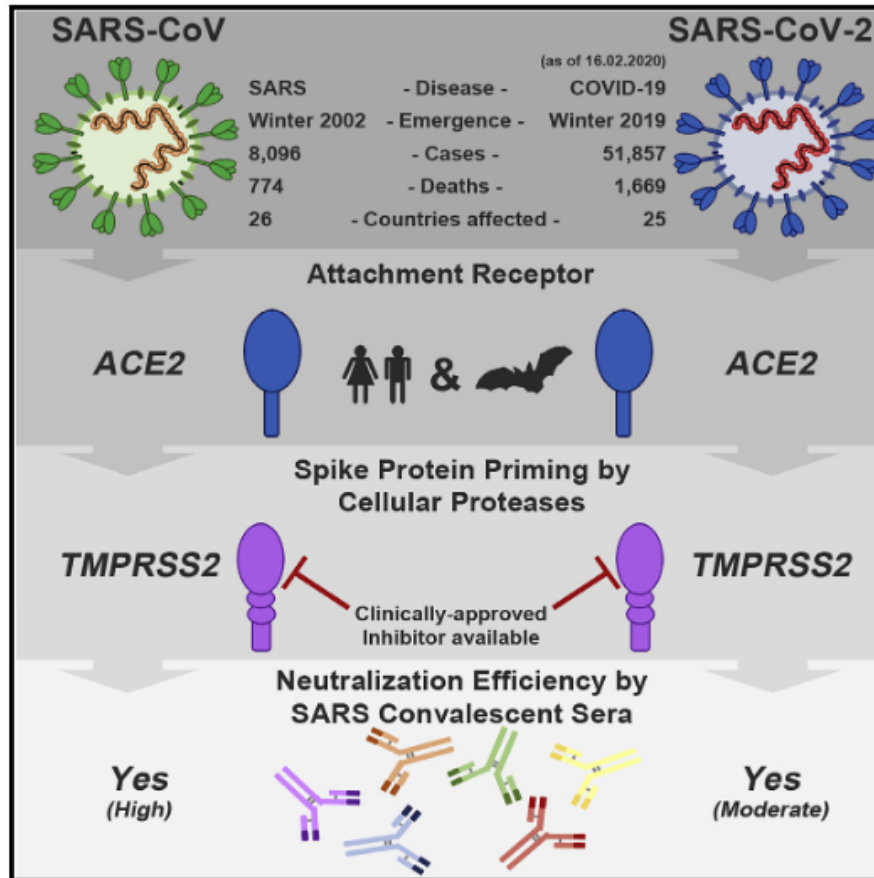 SARS-CoV SARS-CoV-2
(as of 16.02.2020)
SARS - Disease - COVID-19
Winter 2002 - Emergence - Winter 2019
8,096 - Cases - 51,857
774 - Deaths - 1,669
26 - Countries affected - 25
Attachment Receptor
ACE2 & ACE2
Spike Protein Priming by
Cellular Proteases
TMPRSS2 TMPRSS2
Clinically-approved
Inhibitor available
Neutralization Efficiency by
SARS Convalescent Sera
Yes Yes
(High) (Moderate)